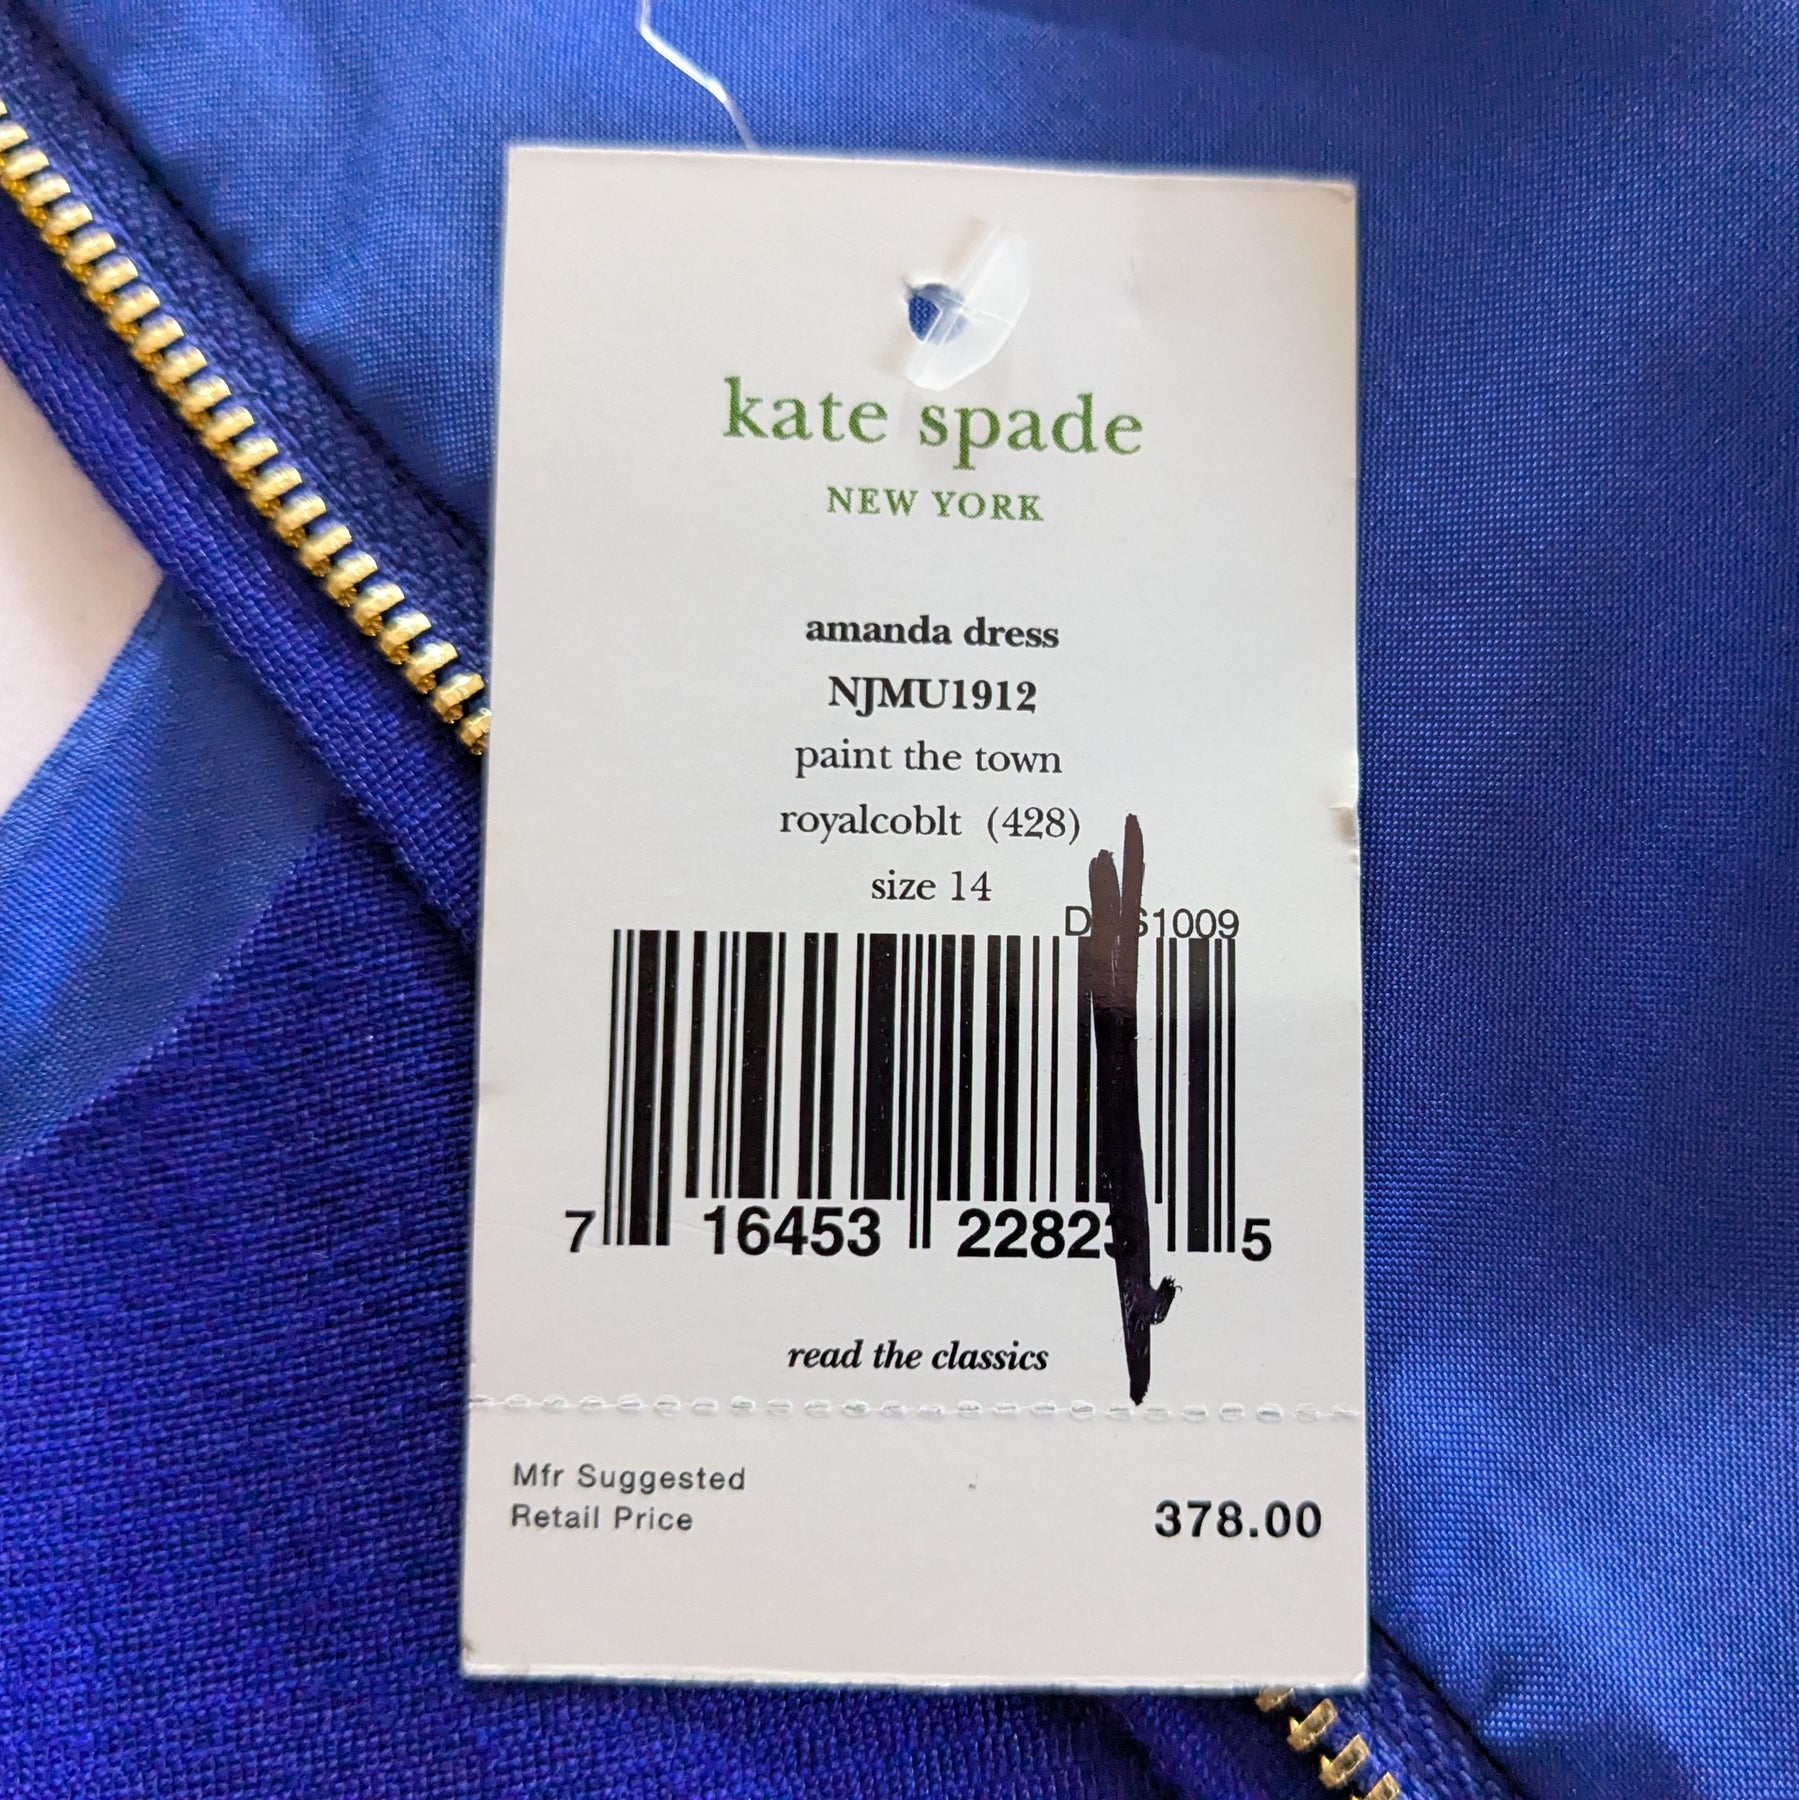 kate spade
NEW YORK
amanda dress
NJMU1912
paint the town
royalcoblt (428)
size 14
7 16453 22823 5
read the classics
Mfr Suggested
Retail Price
378.00